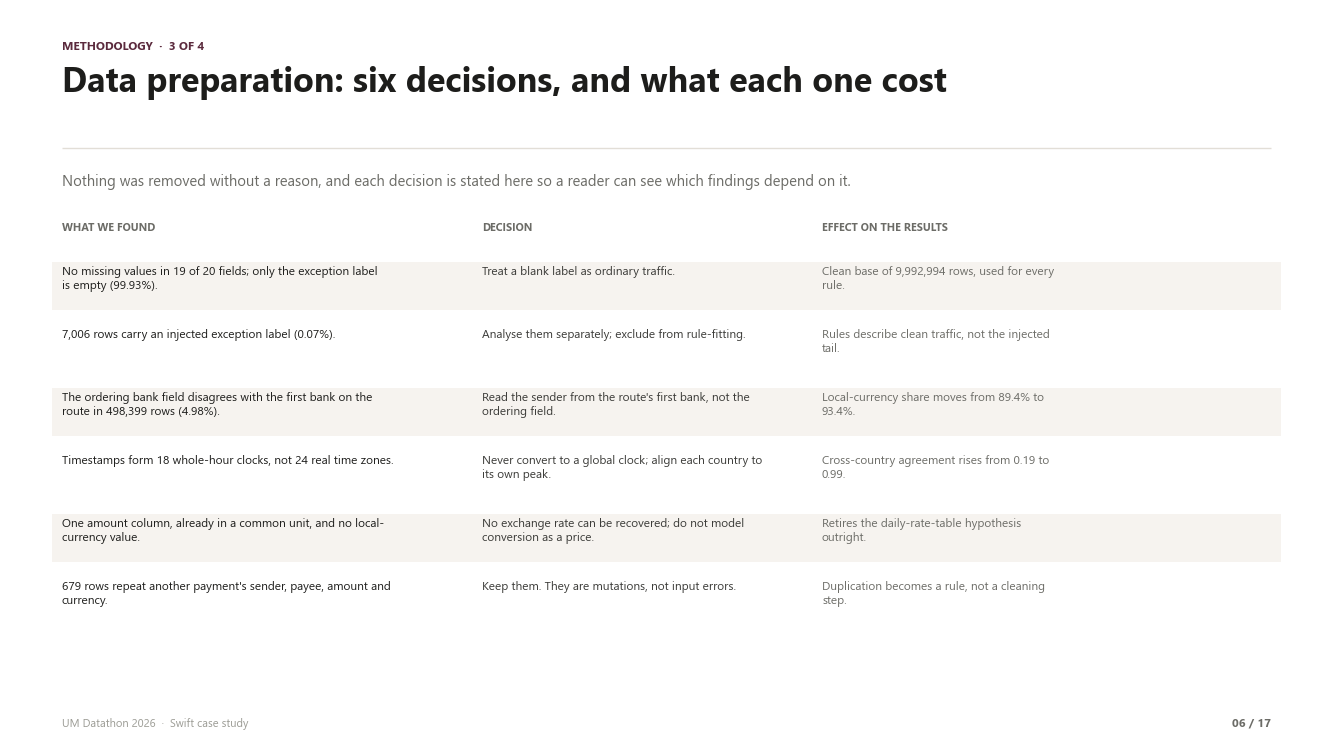 METHODOLOGY · 3 OF 4
Data preparation: six decisions, and what each one cost
Nothing was removed without a reason, and each decision is stated here so a reader can see which findings depend on it.
WHAT WE FOUND DECISION EFFECT ON THE RESULTS
No missing values in 19 of 20 fields; only the exception label
is empty (99.93%).
Treat a blank label as ordinary traffic.
Clean base of 9,992,994 rows, used for every
rule.
7,006 rows carry an injected exception label (0.07%).
Analyse them separately; exclude from rule-fitting.
Rules describe clean traffic, not the injected
tail.
The ordering bank field disagrees with the first bank on the
route in 498,399 rows (4.98%).
Read the sender from the route's first bank, not the
ordering field.
Local-currency share moves from 89.4% to
93.4%.
Timestamps form 18 whole-hour clocks, not 24 real time zones.
Never convert to a global clock; align each country to
its own peak.
Cross-country agreement rises from 0.19 to
0.99.
One amount column, already in a common unit, and no local-
currency value.
No exchange rate can be recovered; do not model
conversion as a price.
Retires the daily-rate-table hypothesis
outright.
679 rows repeat another payment's sender, payee, amount and
currency.
Keep them. They are mutations, not input errors.
Duplication becomes a rule, not a cleaning
step.
UM Datathon 2026 · Swift case study
06 / 17